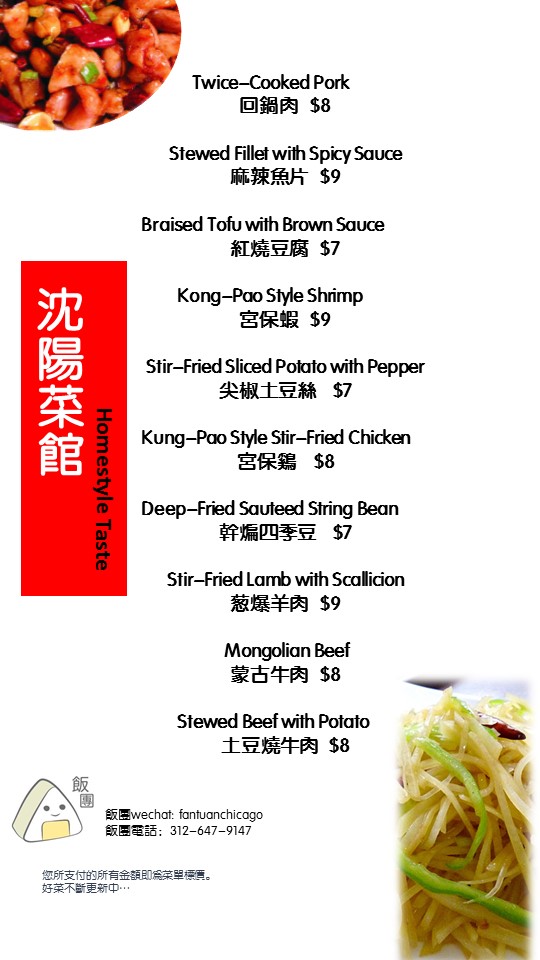 Twice-Cooked Pork
回鍋肉 $8
Stewed Fillet with Spicy Sauce
麻辣魚片 $9
Braised Tofu with Brown Sauce
紅燒豆腐 $7
Kong-Pao Style Shrimp
宮保蝦 $9
Stir-Fried Sliced Potato with Pepper
尖椒土豆絲 $7
Kung-Pao Style Stir-Fried Chicken
宮保鷄 $8
Deep-Fried Sauteed String Bean
幹煸四季豆 $7
Stir-Fried Lamb with Scallicion
葱爆羊肉 $9
Mongolian Beef
蒙古牛肉 $8
Stewed Beef with Potato
土豆燒牛肉 $8
沈陽菜館
Homestyle Taste
飯團
飯團wechat: fantuanchicago
飯團電話: 312-647-9147
您所支付的所有金額即為菜單標價。
好菜不斷更新中…